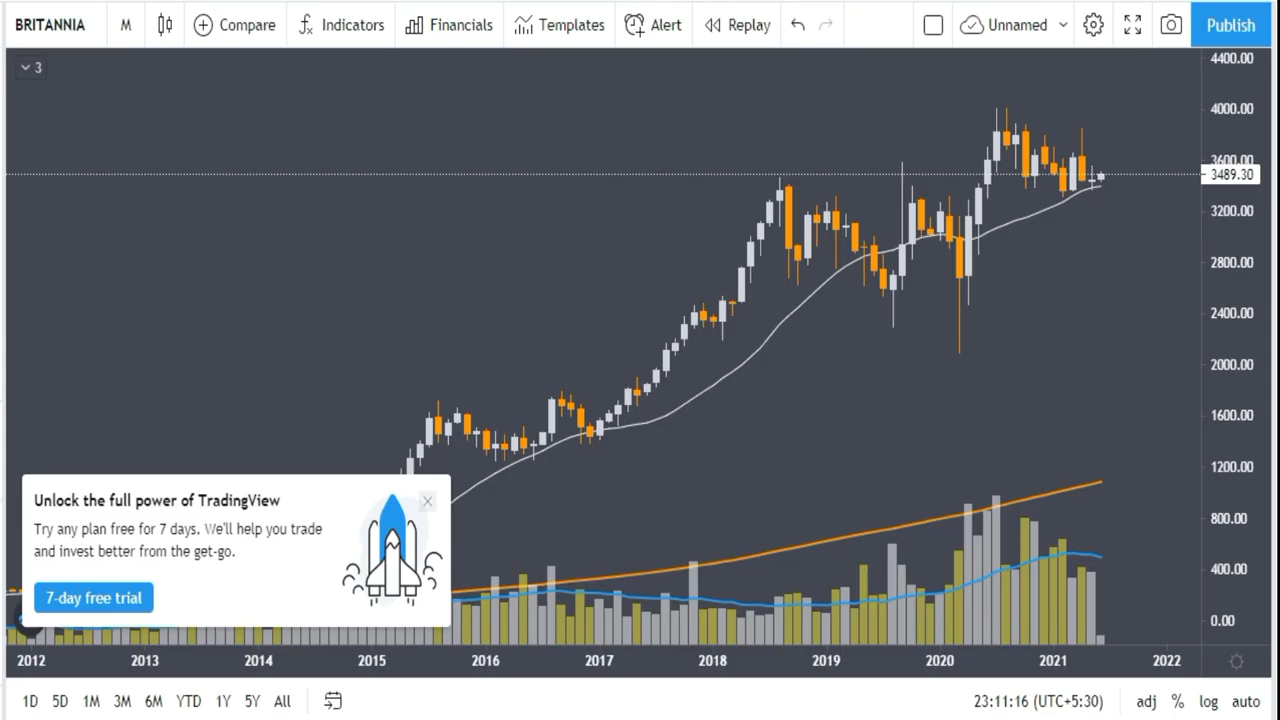 BRITANNIA M Compare Indicators Financials Templates Alert Replay Unnamed Publish
3
4400.00
4000.00
3600.00
3489.30
3200.00
2800.00
2400.00
2000.00
1600.00
1200.00
800.00
400.00
0.00
Unlock the full power of TradingView
Try any plan free for 7 days. We'll help you trade
and invest better from the get-go.
7-day free trial
2012 2013 2014 2015 2016 2017 2018 2019 2020 2021 2022
1D 5D 1M 3M 6M YTD 1Y 5Y All 23:11:16 (UTC+5:30) adj % log auto